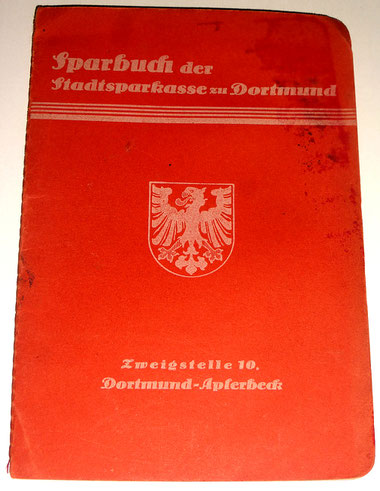 Sparbuch der
Stadtsparkasse zu Dortmund
Zweigstelle 10,
Dortmund-Aplerbeck